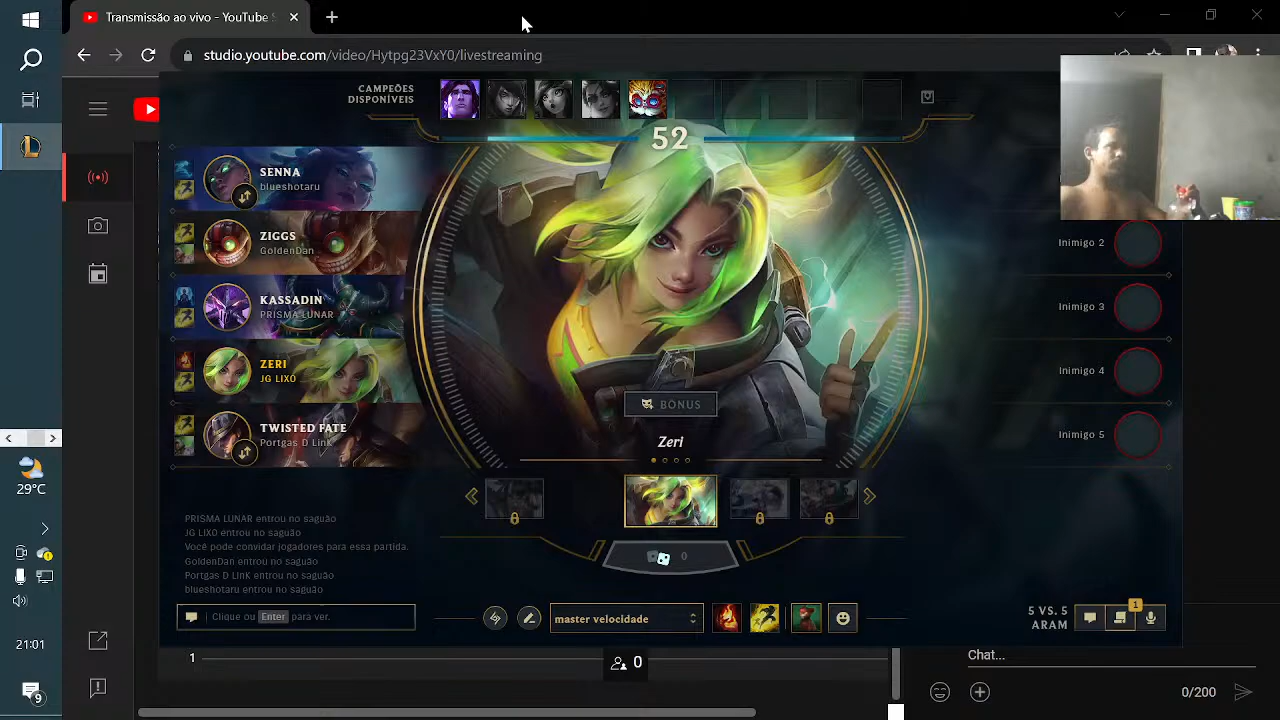 Transmissão ao vivo - YouTube S
studio.youtube.com/video/Hytpg23VxY0/livestreaming
CAMPEÕES
DISPONÍVEIS
52
SENNA
blueshotaru
ZIGGS
GoldenDan
KASSADIN
PRISMA LUNAR
ZERI
JG LIXO
TWISTED FATE
Portgas D LinK
Inimigo 2
Inimigo 3
Inimigo 4
Inimigo 5
BÔNUS
Zeri
0
PRISMA LUNAR entrou no saguão
JG LIXO entrou no saguão
Você pode convidar jogadores para essa partida.
GoldenDan entrou no saguão
Portgas D LinK entrou no saguão
blueshotaru entrou no saguão
Clique ou Enter para ver.
master velocidade
5 VS. 5
ARAM
1
29°C
21:01
9
1
0
Chat...
0/200